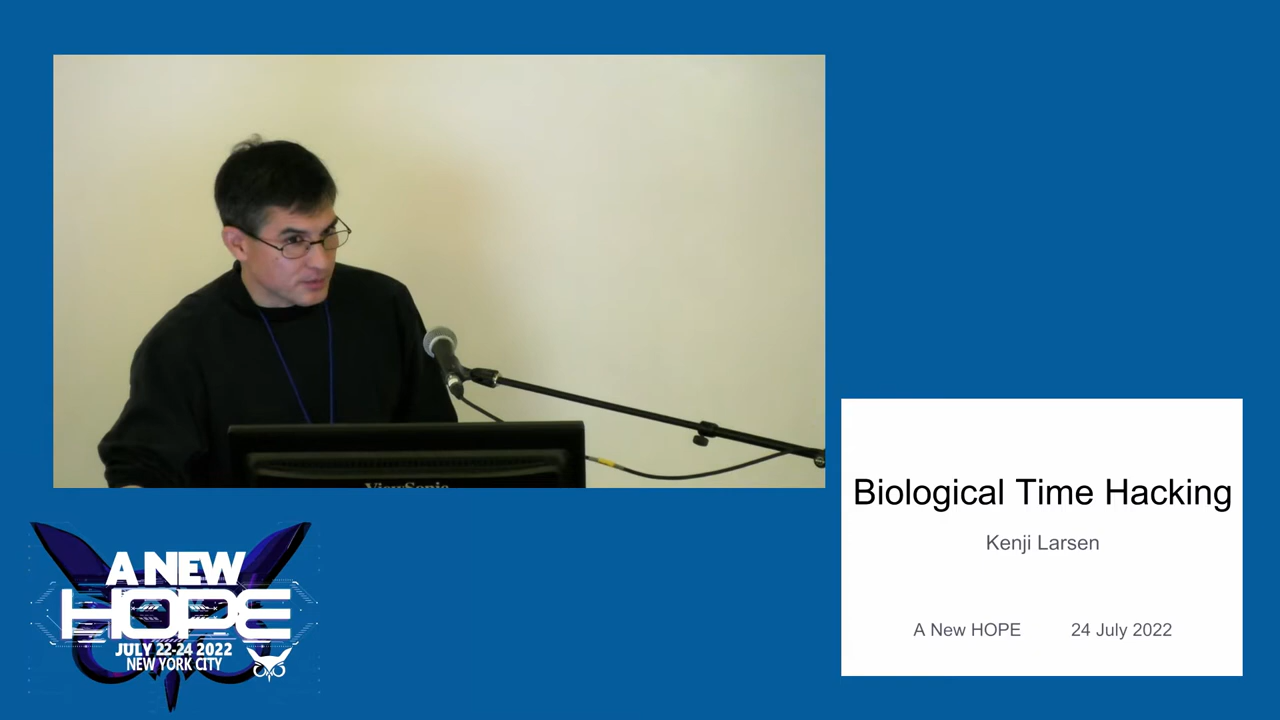 ViewSonic
A NEW
HOPE
JULY 22-24 2022
NEW YORK CITY
Biological Time Hacking
Kenji Larsen
A New HOPE 24 July 2022